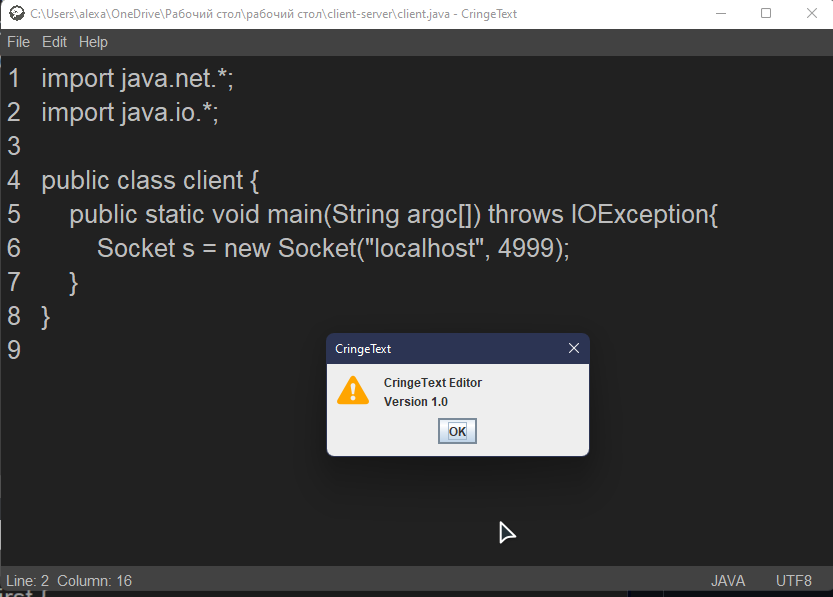 C:\Users\alexa\OneDrive\Рабочий стол\рабочий стол\client-server\client.java - CringeText
File Edit Help
1 import java.net.*;
2 import java.io.*;
3
4 public class client {
5 public static void main(String argc[]) throws IOException{
6 Socket s = new Socket("localhost", 4999);
7 }
8 }
9
CringeText
CringeText Editor
Version 1.0
OK
Line: 2 Column: 16 JAVA UTF8